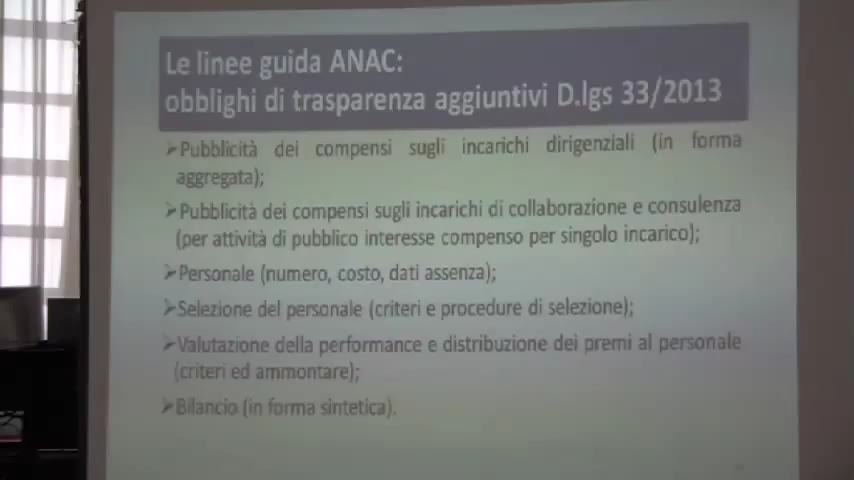 Le linee guida ANAC:
obblighi di trasparenza aggiuntivi D.lgs 33/2013
➢Pubblicità dei compensi sugli incarichi dirigenziali (in forma
aggregata);
➢Pubblicità dei compensi sugli incarichi di collaborazione e consulenza
(per attività di pubblico interesse compenso per singolo incarico);
➢Personale (numero, costo, dati assenza);
➢Selezione del personale (criteri e procedure di selezione);
➢Valutazione della performance e distribuzione dei premi al personale
(criteri ed ammontare);
➢Bilancio (in forma sintetica).